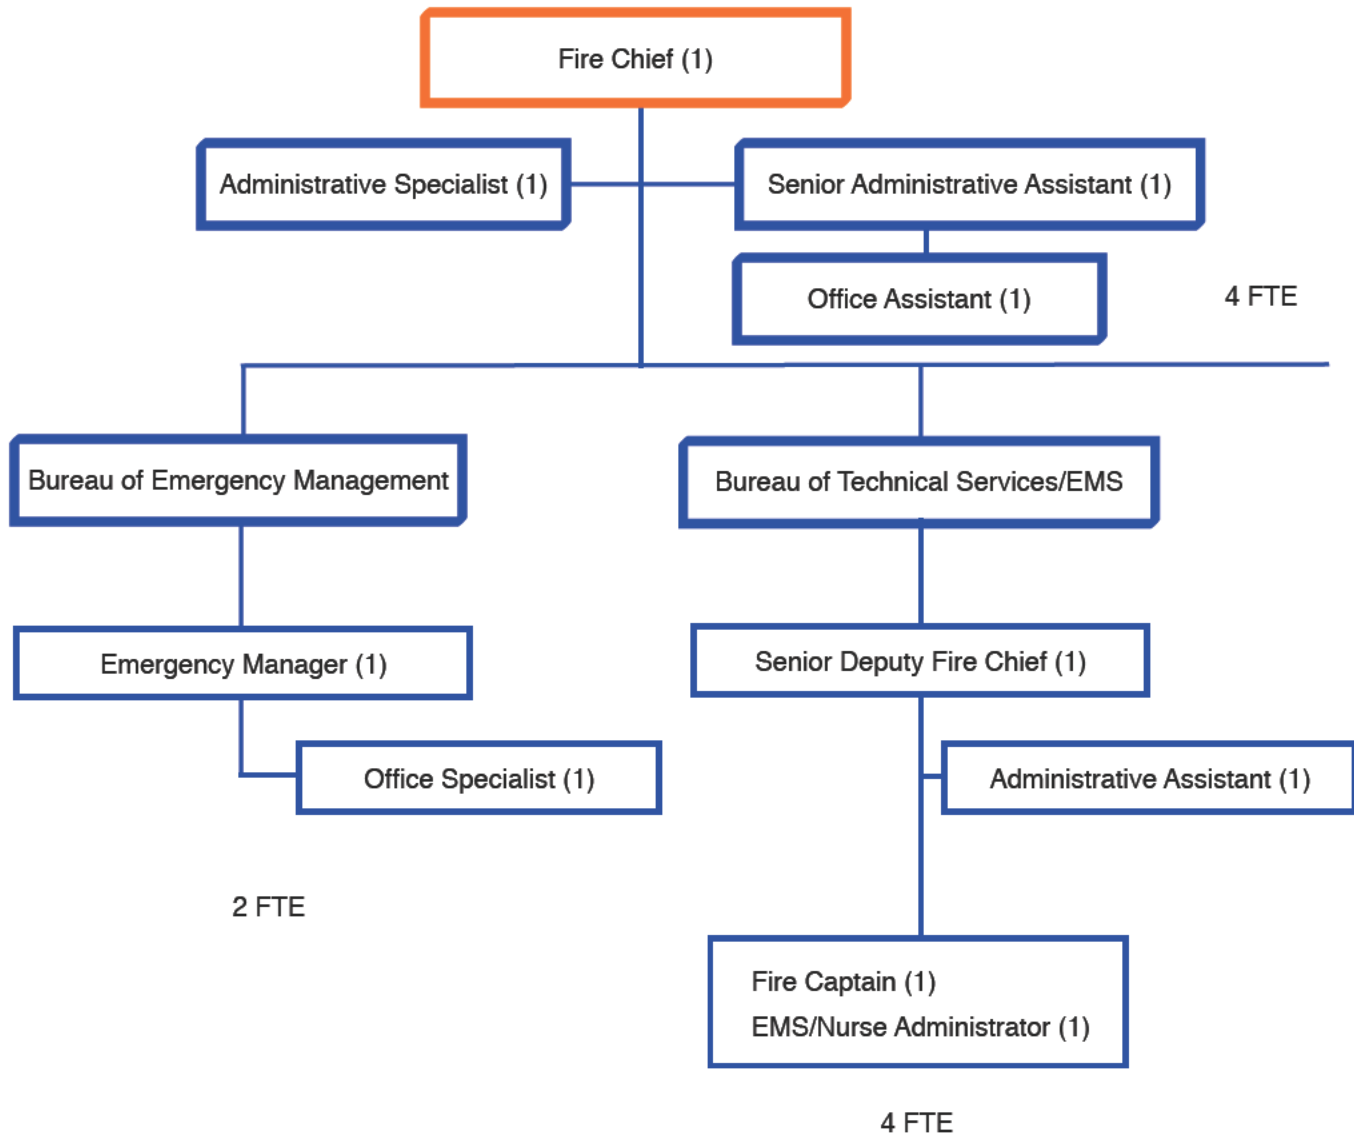 Fire Chief (1)
Administrative Specialist (1)
Senior Administrative Assistant (1)
Office Assistant (1)
4 FTE
Bureau of Emergency Management
Bureau of Technical Services/EMS
Emergency Manager (1)
Senior Deputy Fire Chief (1)
Office Specialist (1)
Administrative Assistant (1)
2 FTE
Fire Captain (1)
EMS/Nurse Administrator (1)
4 FTE